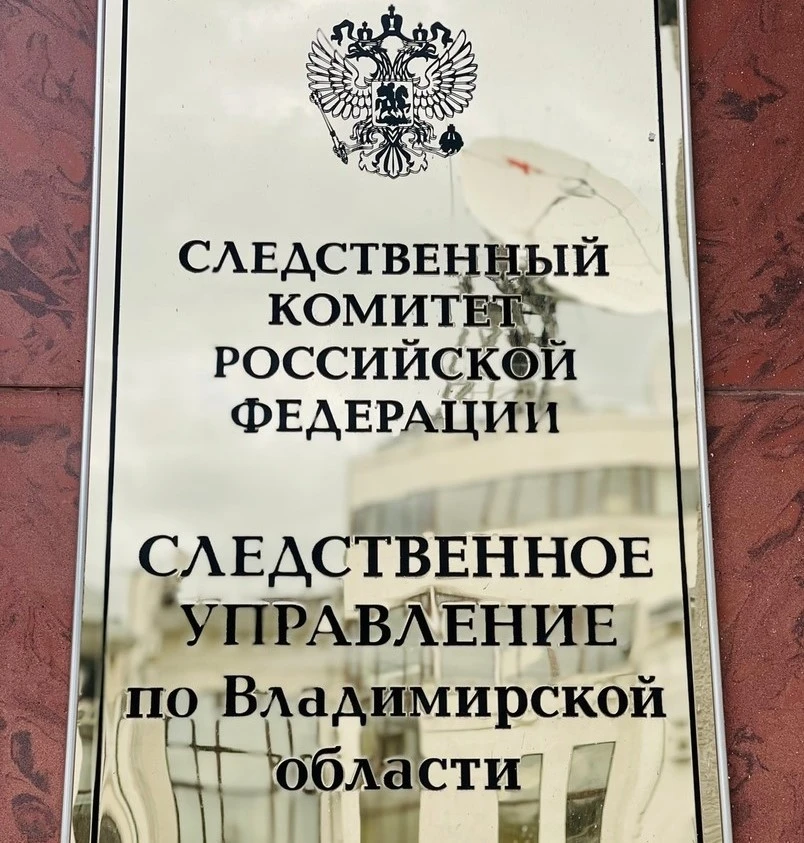 СЛЕДСТВЕННЫЙ
КОМИТЕТ
РОССИЙСКОЙ
ФЕДЕРАЦИИ
СЛЕДСТВЕННОЕ
УПРАВЛЕНИЕ
по Владимирской
области